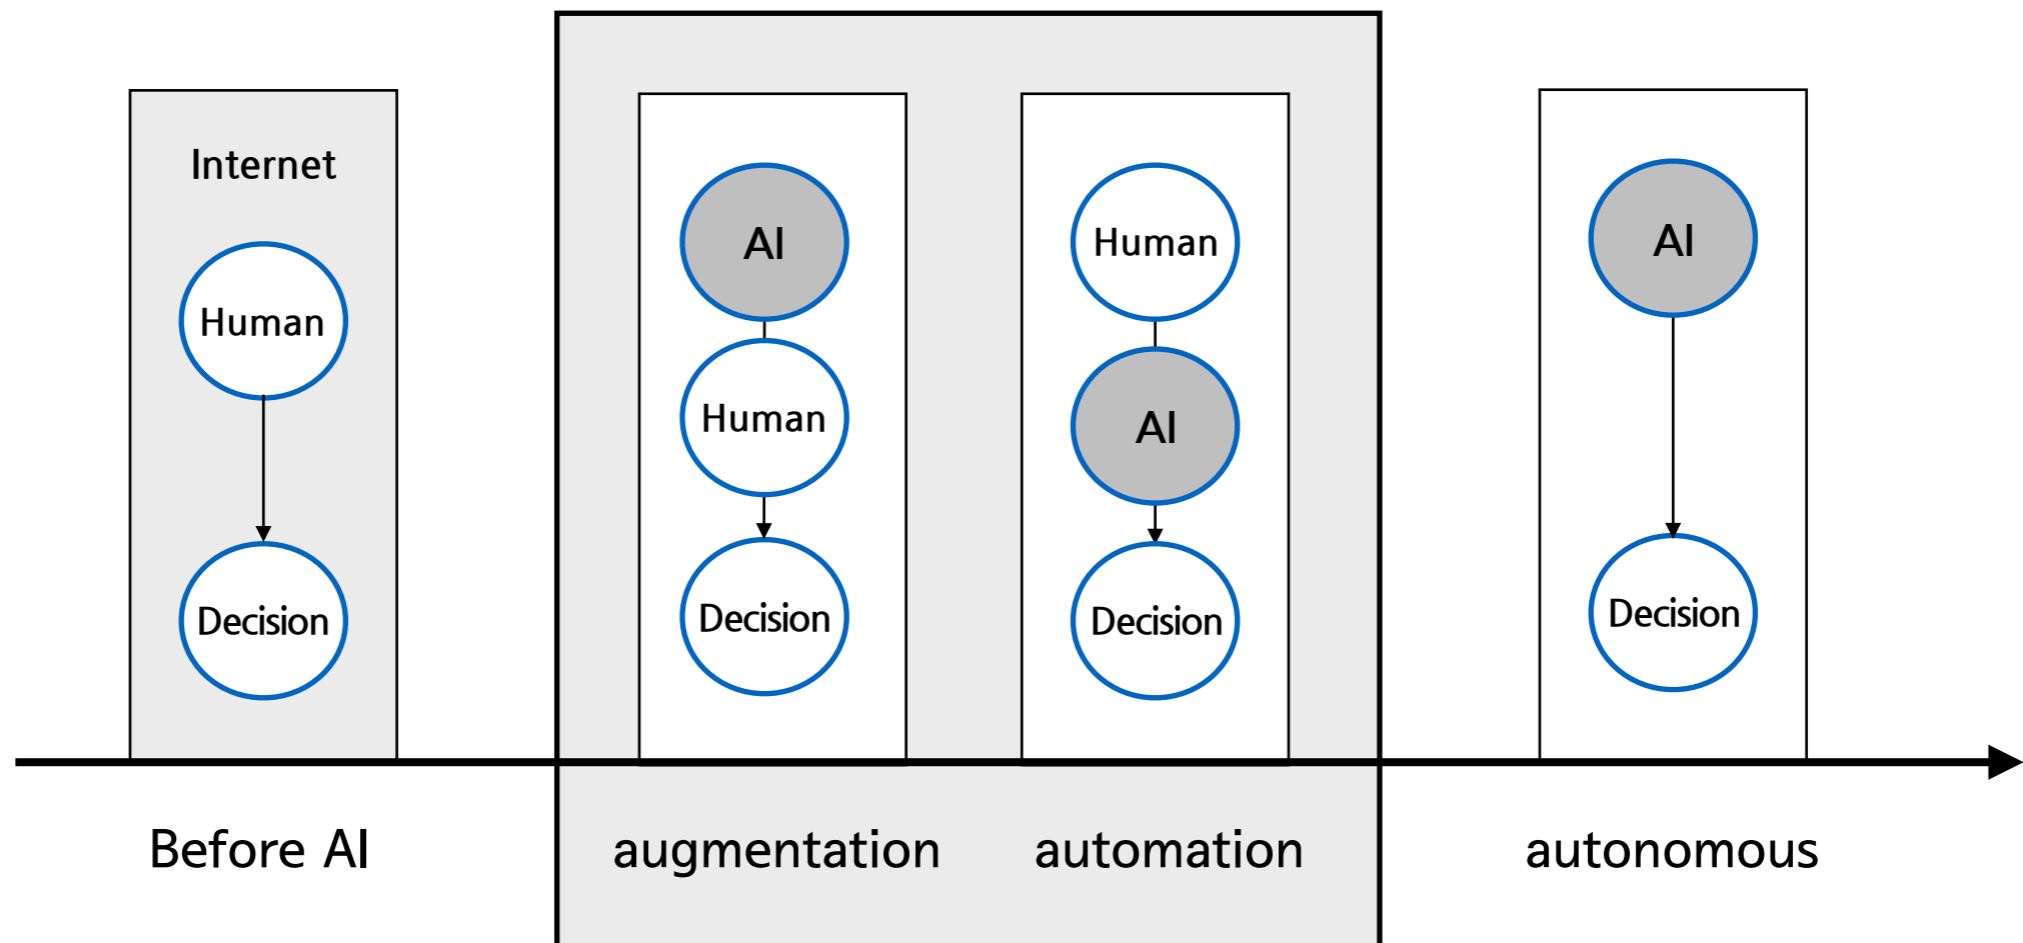 Internet
Human
Decision
Before AI
AI
Human
Decision
augmentation
Human
AI
Decision
automation
AI
Decision
autonomous